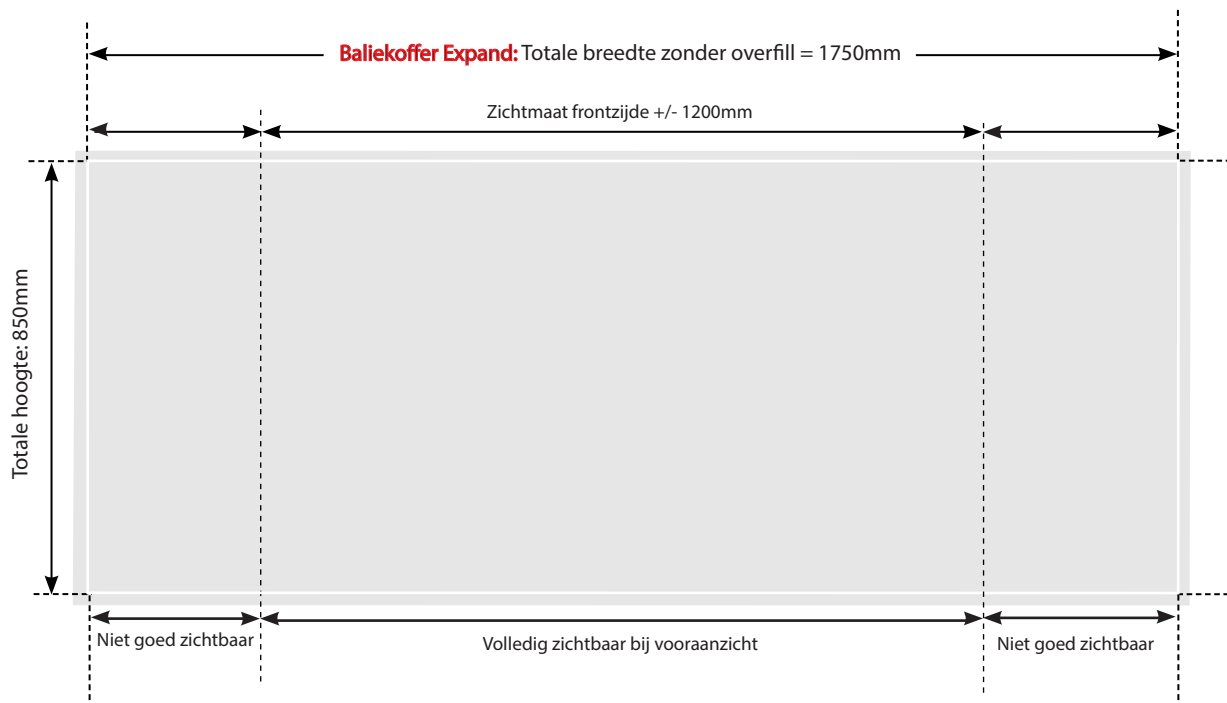 Baliekoffer Expand: Totale breedte zonder overfill = 1750mm
Zichtmaat frontzijde +/- 1200mm
Totale hoogte: 850mm
Niet goed zichtbaar
Volledig zichtbaar bij vooraanzicht
Niet goed zichtbaar